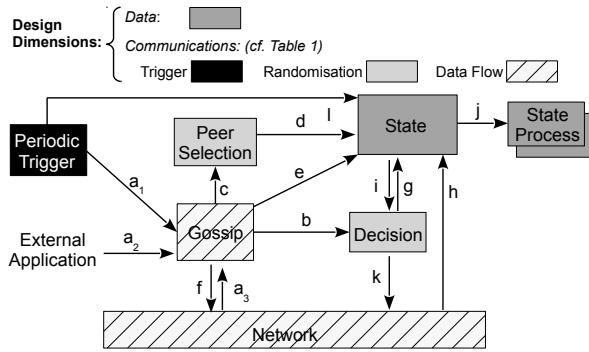 Design
Dimensions:
Data:
Communications: (cf. Table 1)
Trigger
Randomisation
Data Flow
l
Periodic
Trigger
Peer
Selection
d
State
j
State
Process
a1
c
e
i
g
h
External
Application
a2
Gossip
b
Decision
f
a3
k
Network